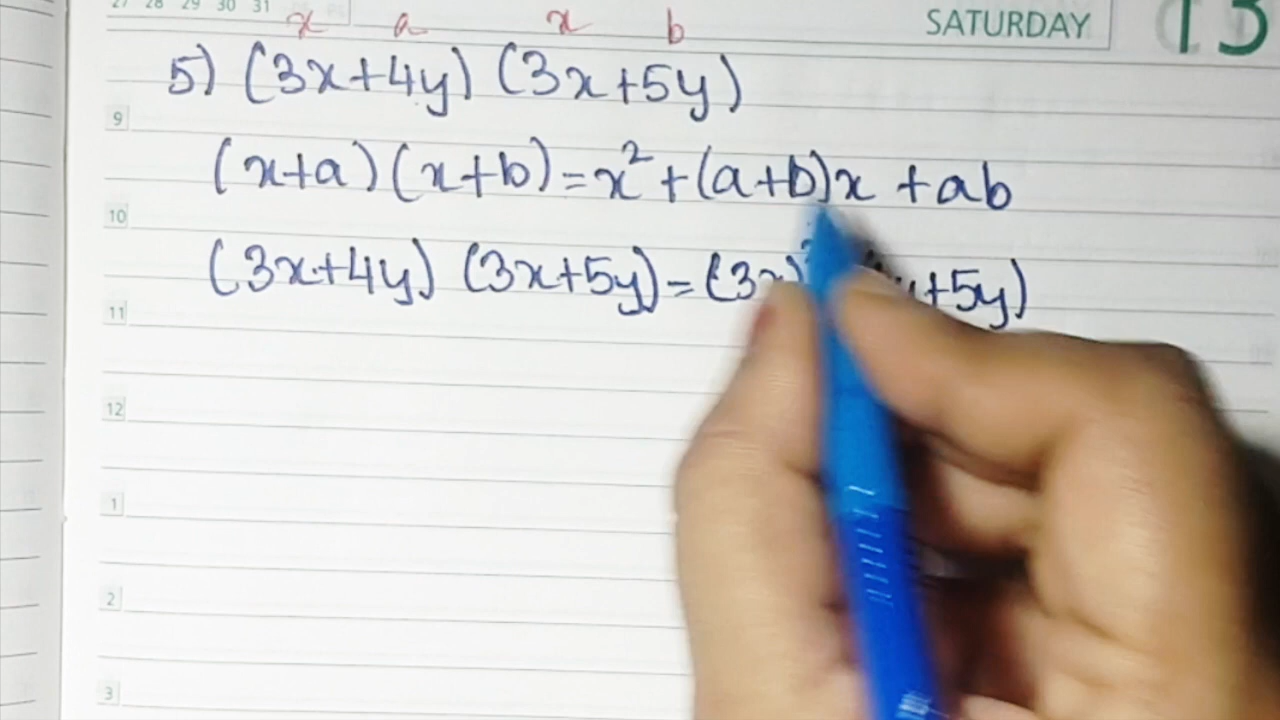 27 28 29 30 31
SATURDAY 13
x a x b
5) (3x+4y) (3x+5y)
9
(x+a) (x+b) = x² + (a+b)x + ab
10
(3x+4y) (3x+5y) = (3x)² +5y)
11
12
1
2
3